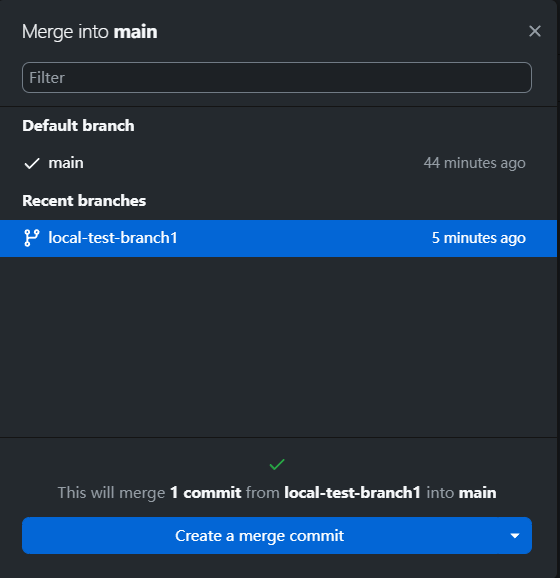 Merge into main
Filter
Default branch
main 44 minutes ago
Recent branches
local-test-branch1 5 minutes ago
This will merge 1 commit from local-test-branch1 into main
Create a merge commit